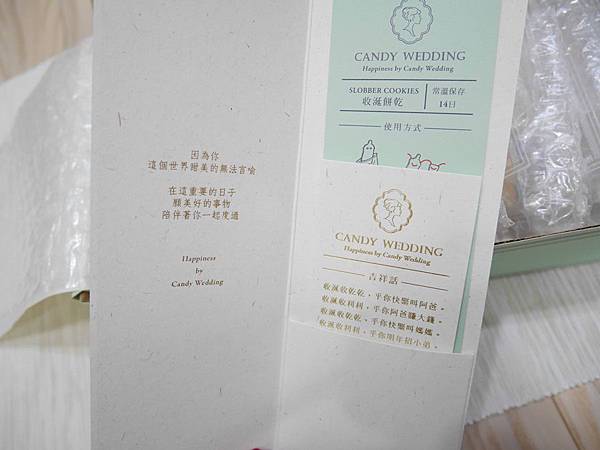 因為你
這個世界甜美的無法言喻
在這重要的日子
願美好的事物
陪伴著你一起度過
Happiness
by
Candy Wedding
CANDY WEDDING
Happiness by Candy Wedding
SLOBBER COOKIES
收涎餅乾
常溫保存
14日
使用方式
CANDY WEDDING
Happiness by Candy Wedding
吉祥話
收涎收乾乾，乎你快樂叫阿爸。
收涎收利利，乎你阿爸賺大錢。
收涎收乾乾、乎你快樂叫媽媽。
收涎收利利，乎你明年招小弟。